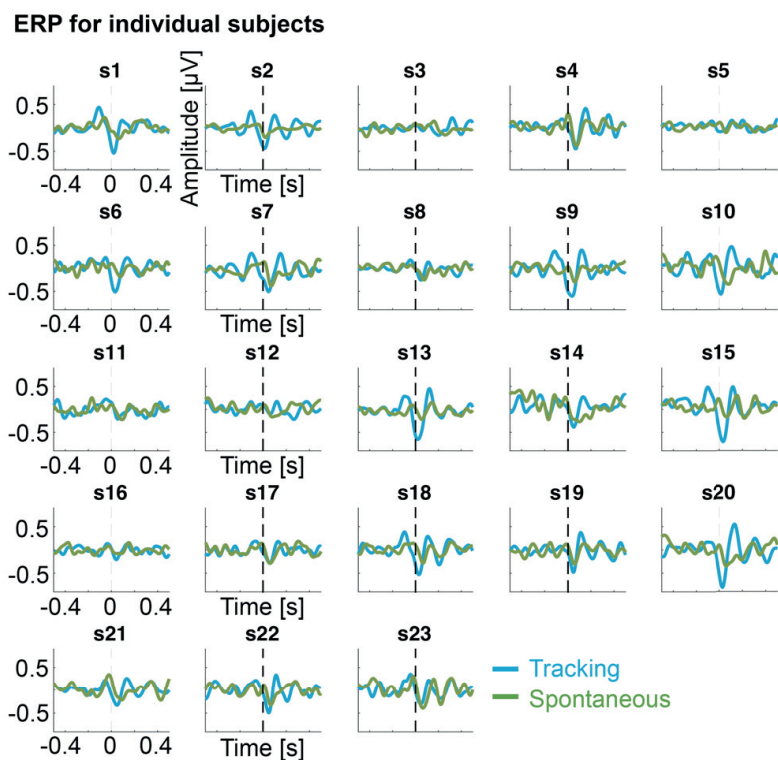 ERP for individual subjects
s1 s2 s3 s4 s5
0.5
-0.5
Amplitude [µV]
-0.4 0 0.4 Time [s]
s6 s7 s8 s9 s10
0.5
-0.5
-0.4 0 0.4 Time [s]
s11 s12 s13 s14 s15
0.5
-0.5
-0.4 0 0.4 Time [s]
s16 s17 s18 s19 s20
0.5
-0.5
-0.4 0 0.4 Time [s]
s21 s22 s23
0.5
-0.5
Tracking
Spontaneous
-0.4 0 0.4 Time [s]